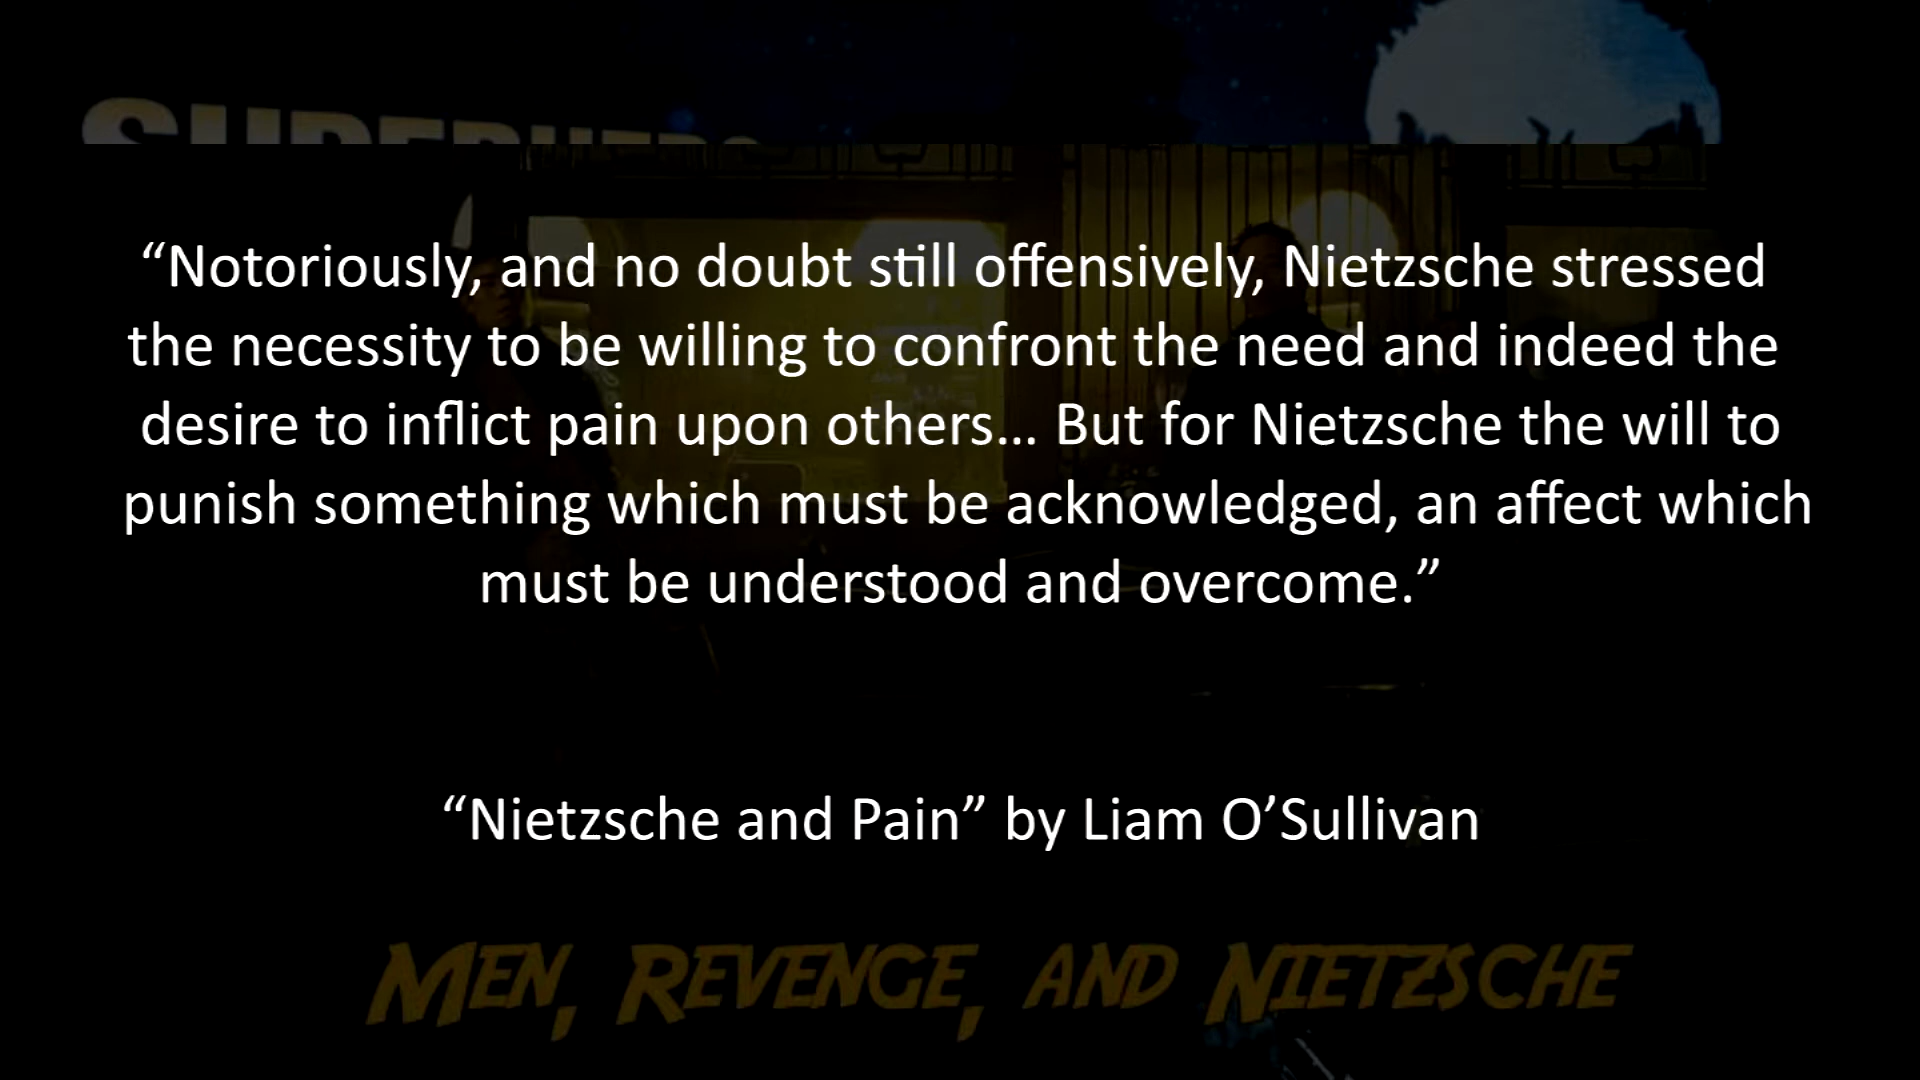 “Notoriously, and no doubt still offensively, Nietzsche stressed
the necessity to be willing to confront the need and indeed the
desire to inflict pain upon others… But for Nietzsche the will to
punish something which must be acknowledged, an affect which
must be understood and overcome.”
“Nietzsche and Pain” by Liam O’Sullivan
MEN, REVENGE, AND NIETZSCHE